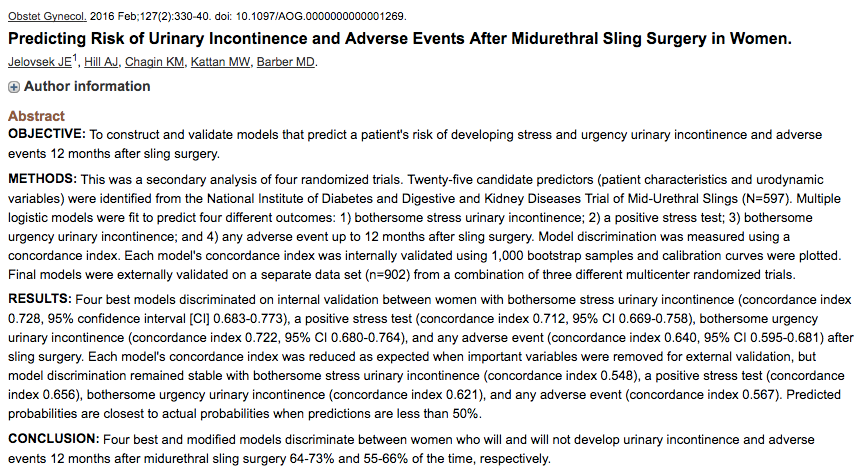 Obstet Gynecol. 2016 Feb;127(2):330-40. doi: 10.1097/AOG.0000000000001269.
Predicting Risk of Urinary Incontinence and Adverse Events After Midurethral Sling Surgery in Women.
Jelovsek JE1, Hill AJ, Chagin KM, Kattan MW, Barber MD.
Author information
Abstract
OBJECTIVE: To construct and validate models that predict a patient's risk of developing stress and urgency urinary incontinence and adverse
events 12 months after sling surgery.
METHODS: This was a secondary analysis of four randomized trials. Twenty-five candidate predictors (patient characteristics and urodynamic
variables) were identified from the National Institute of Diabetes and Digestive and Kidney Diseases Trial of Mid-Urethral Slings (N=597). Multiple
logistic models were fit to predict four different outcomes: 1) bothersome stress urinary incontinence; 2) a positive stress test; 3) bothersome
urgency urinary incontinence; and 4) any adverse event up to 12 months after sling surgery. Model discrimination was measured using a
concordance index. Each model's concordance index was internally validated using 1,000 bootstrap samples and calibration curves were plotted.
Final models were externally validated on a separate data set (n=902) from a combination of three different multicenter randomized trials.
RESULTS: Four best models discriminated on internal validation between women with bothersome stress urinary incontinence (concordance index
0.728, 95% confidence interval [CI] 0.683-0.773), a positive stress test (concordance index 0.712, 95% CI 0.669-0.758), bothersome urgency
urinary incontinence (concordance index 0.722, 95% CI 0.680-0.764), and any adverse event (concordance index 0.640, 95% CI 0.595-0.681) after
sling surgery. Each model's concordance index was reduced as expected when important variables were removed for external validation, but
model discrimination remained stable with bothersome stress urinary incontinence (concordance index 0.548), a positive stress test (concordance
index 0.656), bothersome urgency urinary incontinence (concordance index 0.621), and any adverse event (concordance index 0.567). Predicted
probabilities are closest to actual probabilities when predictions are less than 50%.
CONCLUSION: Four best and modified models discriminate between women who will and will not develop urinary incontinence and adverse
events 12 months after midurethral sling surgery 64-73% and 55-66% of the time, respectively.